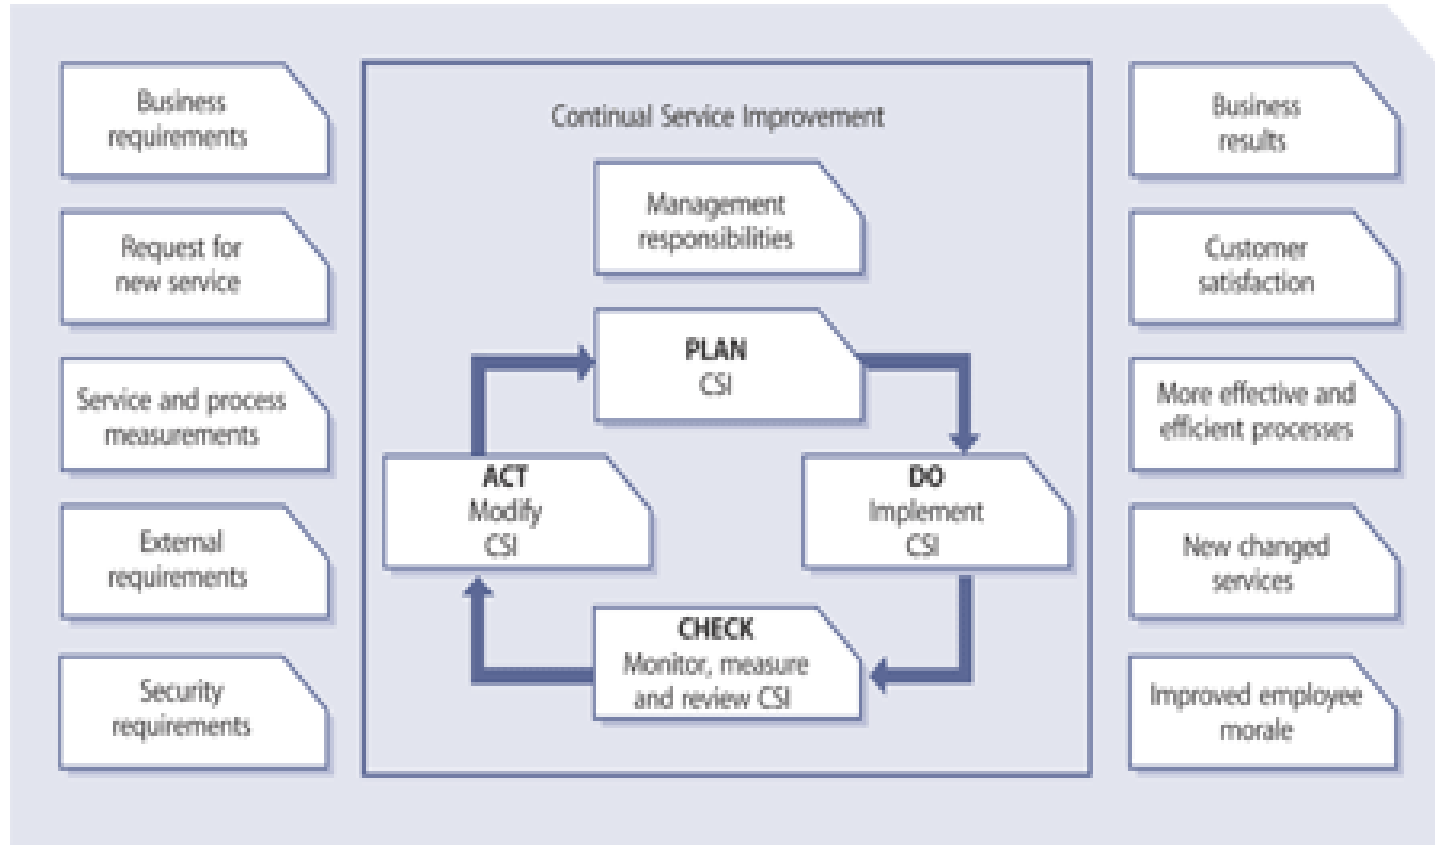 Business
requirements
Request for
new service
Service and process
measurements
External
requirements
Security
requirements
Continual Service Improvement
Management
responsibilities
PLAN
CSI
ACT
Modify
CSI
DO
Implement
CSI
CHECK
Monitor, measure
and review CSI
Business
results
Customer
satisfaction
More effective and
efficient processes
New changed
services
Improved employee
morale